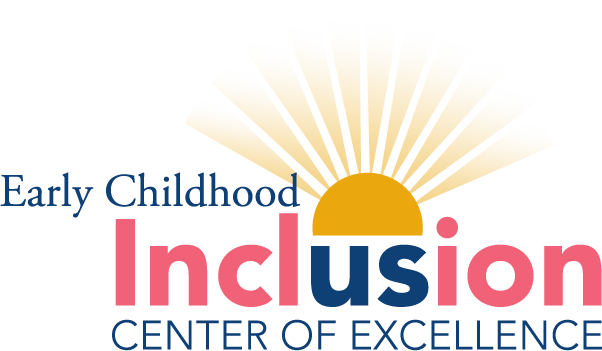 Early Childhood
Inclusion
CENTER OF EXCELLENCE